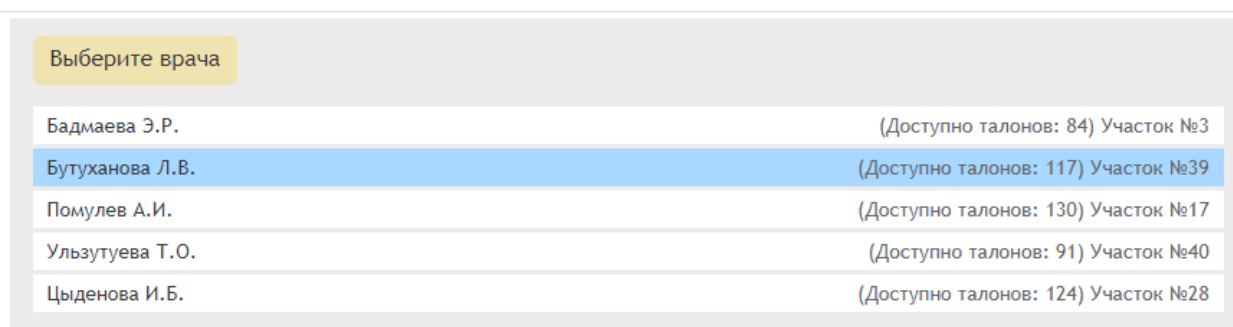 Выберите врача
Бадмаева Э.Р. (Доступно талонов: 84) Участок №3
Бутуханова Л.В. (Доступно талонов: 117) Участок №39
Помулев А.И. (Доступно талонов: 130) Участок №17
Ульзутуева Т.О. (Доступно талонов: 91) Участок №40
Цыденова И.Б. (Доступно талонов: 124) Участок №28